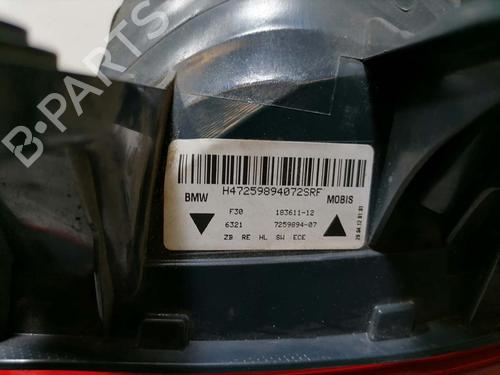 B-PARTS
H47259894072SRF
BMW MOBIS
F30 183611-12
6321 7259894-07
ZB RE HL SW ECE